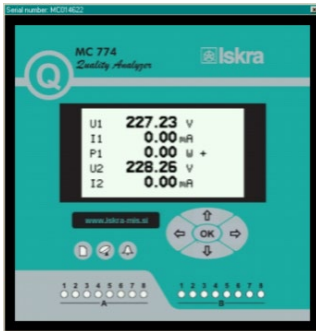 Serial number: MC014622
MC 774
Quality Analyzer
Iskra
Q
U1 227.23 V
I1 0.00 mA
P1 0.00 W +
U2 228.26 V
I2 0.00 mA
www.iskra-mis.si
OK
1 2 3 4 5 6 7 8
A
1 2 3 4 5 6 7 8
B